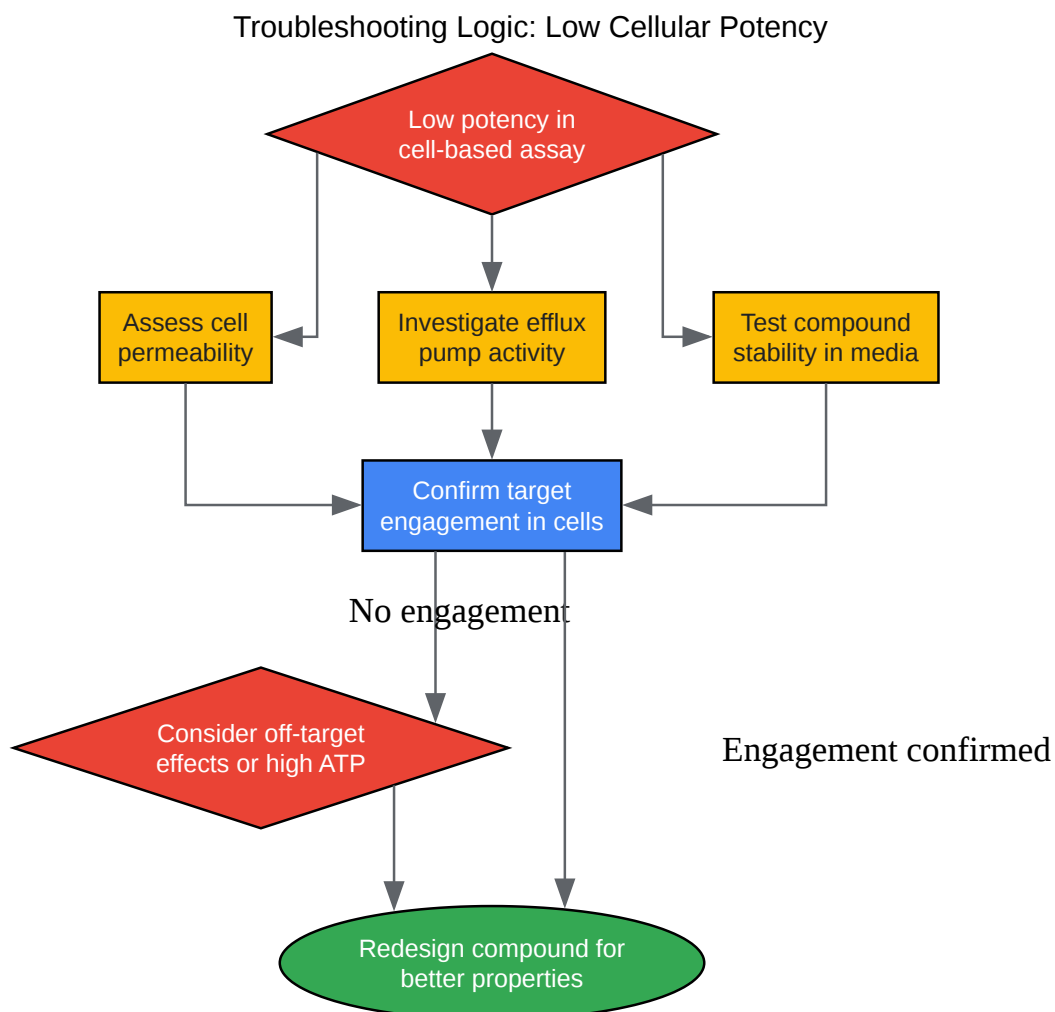 Troubleshooting Logic: Low Cellular Potency
Low potency in
cell-based assay
Assess cell
permeability
Investigate efflux
pump activity
Test compound
stability in media
Confirm target
engagement in cells
No engagement
Consider off-target
effects or high ATP
Engagement confirmed
Redesign compound for
better properties